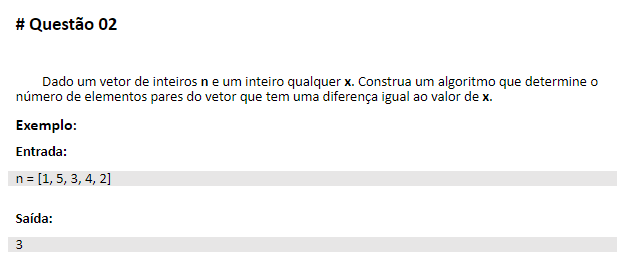 # Questão 02
Dado um vetor de inteiros n e um inteiro qualquer x. Construa um algoritmo que determine o
número de elementos pares do vetor que tem uma diferença igual ao valor de x.
Exemplo:
Entrada:
n = [1, 5, 3, 4, 2]
Saída:
3